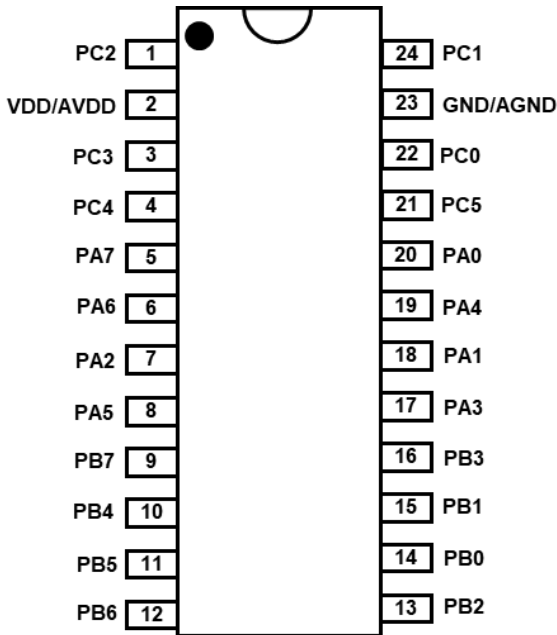 PC2 1 24 PC1
VDD/AVDD 2 23 GND/AGND
PC3 3 22 PC0
PC4 4 21 PC5
PA7 5 20 PA0
PA6 6 19 PA4
PA2 7 18 PA1
PA5 8 17 PA3
PB7 9 16 PB3
PB4 10 15 PB1
PB5 11 14 PB0
PB6 12 13 PB2